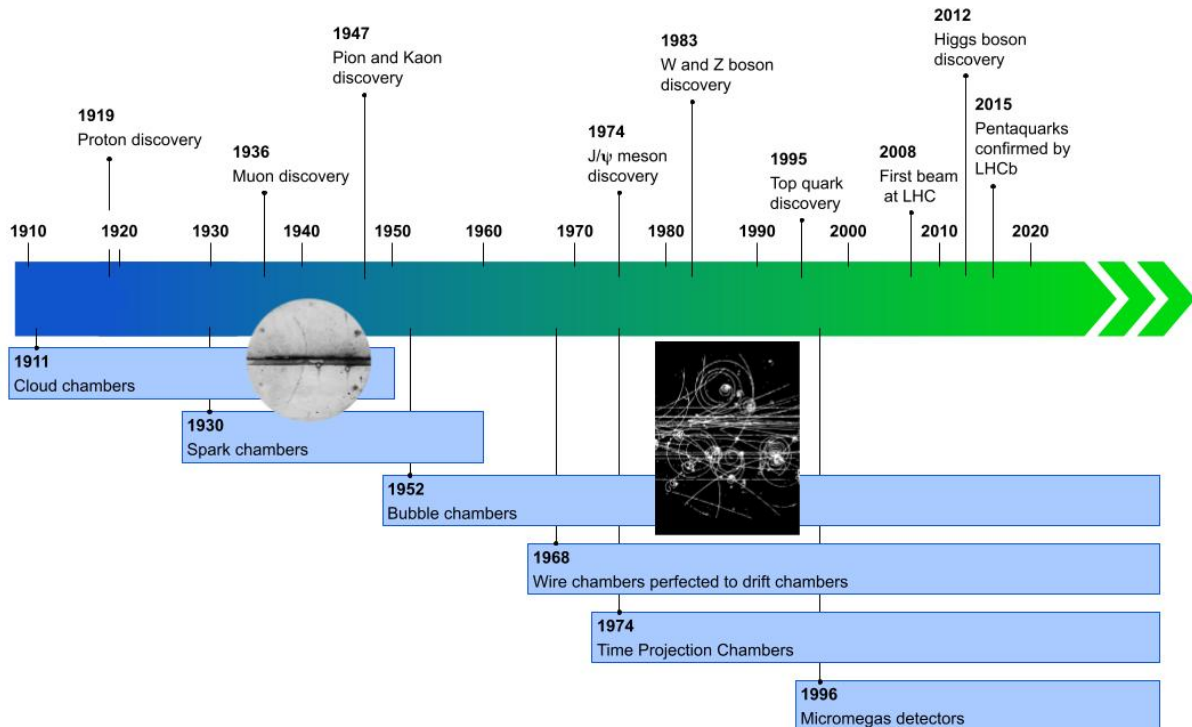 2012
Higgs boson
discovery
1947
Pion and Kaon
discovery
1983
W and Z boson
discovery
2015
Pentaquarks
confirmed by
LHCb
1919
Proton discovery
1936
Muon discovery
1974
J/ψ meson
discovery
1995
Top quark
discovery
2008
First beam
at LHC
1910 1920 1930 1940 1950 1960 1970 1980 1990 2000 2010 2020
1911
Cloud chambers
1930
Spark chambers
1952
Bubble chambers
1968
Wire chambers perfected to drift chambers
1974
Time Projection Chambers
1996
Micromegas detectors